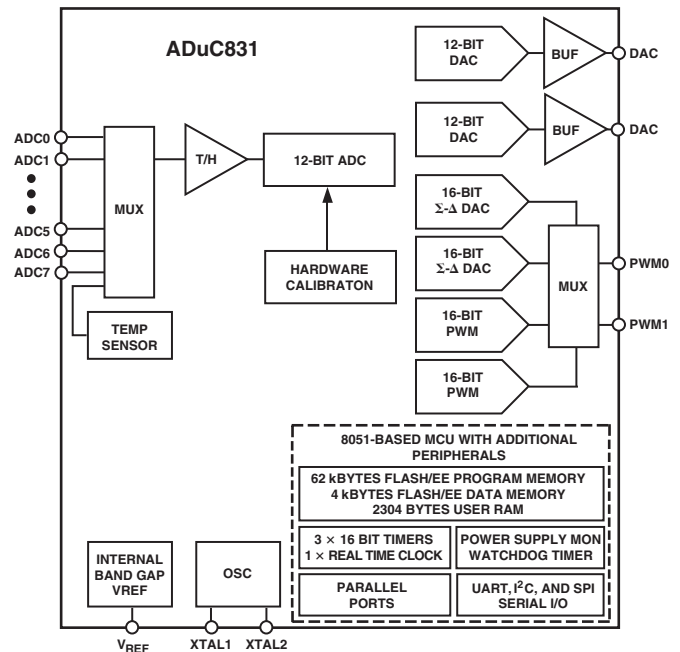 ADuC831
12-BIT
DAC
BUF
DAC
12-BIT
DAC
BUF
DAC
ADC0
ADC1
ADC5
ADC6
ADC7
MUX
T/H
12-BIT ADC
HARDWARE
CALIBRATON
TEMP
SENSOR
16-BIT
Σ-Δ DAC
16-BIT
Σ-Δ DAC
16-BIT
PWM
16-BIT
PWM
MUX
PWM0
PWM1
8051-BASED MCU WITH ADDITIONAL
PERIPHERALS
62 kBYTES FLASH/EE PROGRAM MEMORY
4 kBYTES FLASH/EE DATA MEMORY
2304 BYTES USER RAM
3 × 16 BIT TIMERS
1 × REAL TIME CLOCK
POWER SUPPLY MON
WATCHDOG TIMER
PARALLEL
PORTS
UART, I²C, AND SPI
SERIAL I/O
INTERNAL
BAND GAP
VREF
OSC
VREF
XTAL1
XTAL2